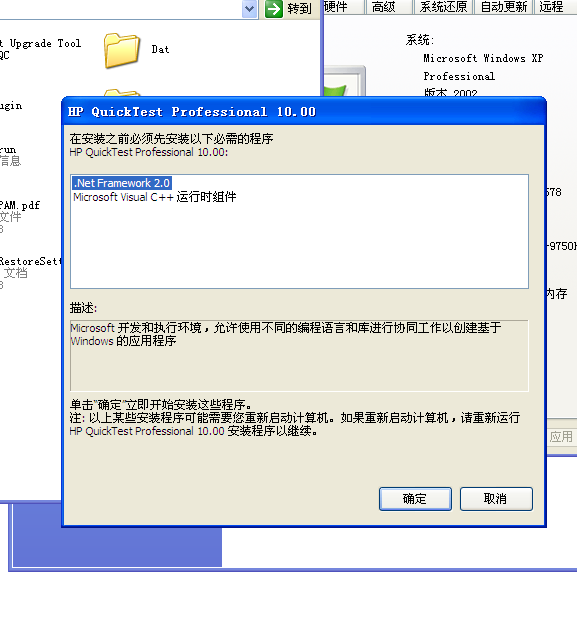 转到
硬件 高级 系统还原 自动更新 远程
t Upgrade Tool
QC
Dat
系统:
Microsoft Windows XP
Professional
版本 2002
ugin
run
信息
PAM.pdf
文件
RestoreSett
文档
578
-9750H
内存
应用
HP QuickTest Professional 10.00
在安装之前必须先安装以下必需的程序
HP QuickTest Professional 10.00:
.Net Framework 2.0
Microsoft Visual C++ 运行时组件
描述:
Microsoft 开发和执行环境，允许使用不同的编程语言和库进行协同工作以创建基于
Windows 的应用程序
单击"确定"立即开始安装这些程序。
注: 以上某些安装程序可能需要您重新启动计算机。如果重新启动计算机，请重新运行
HP QuickTest Professional 10.00 安装程序以继续。
确定 取消